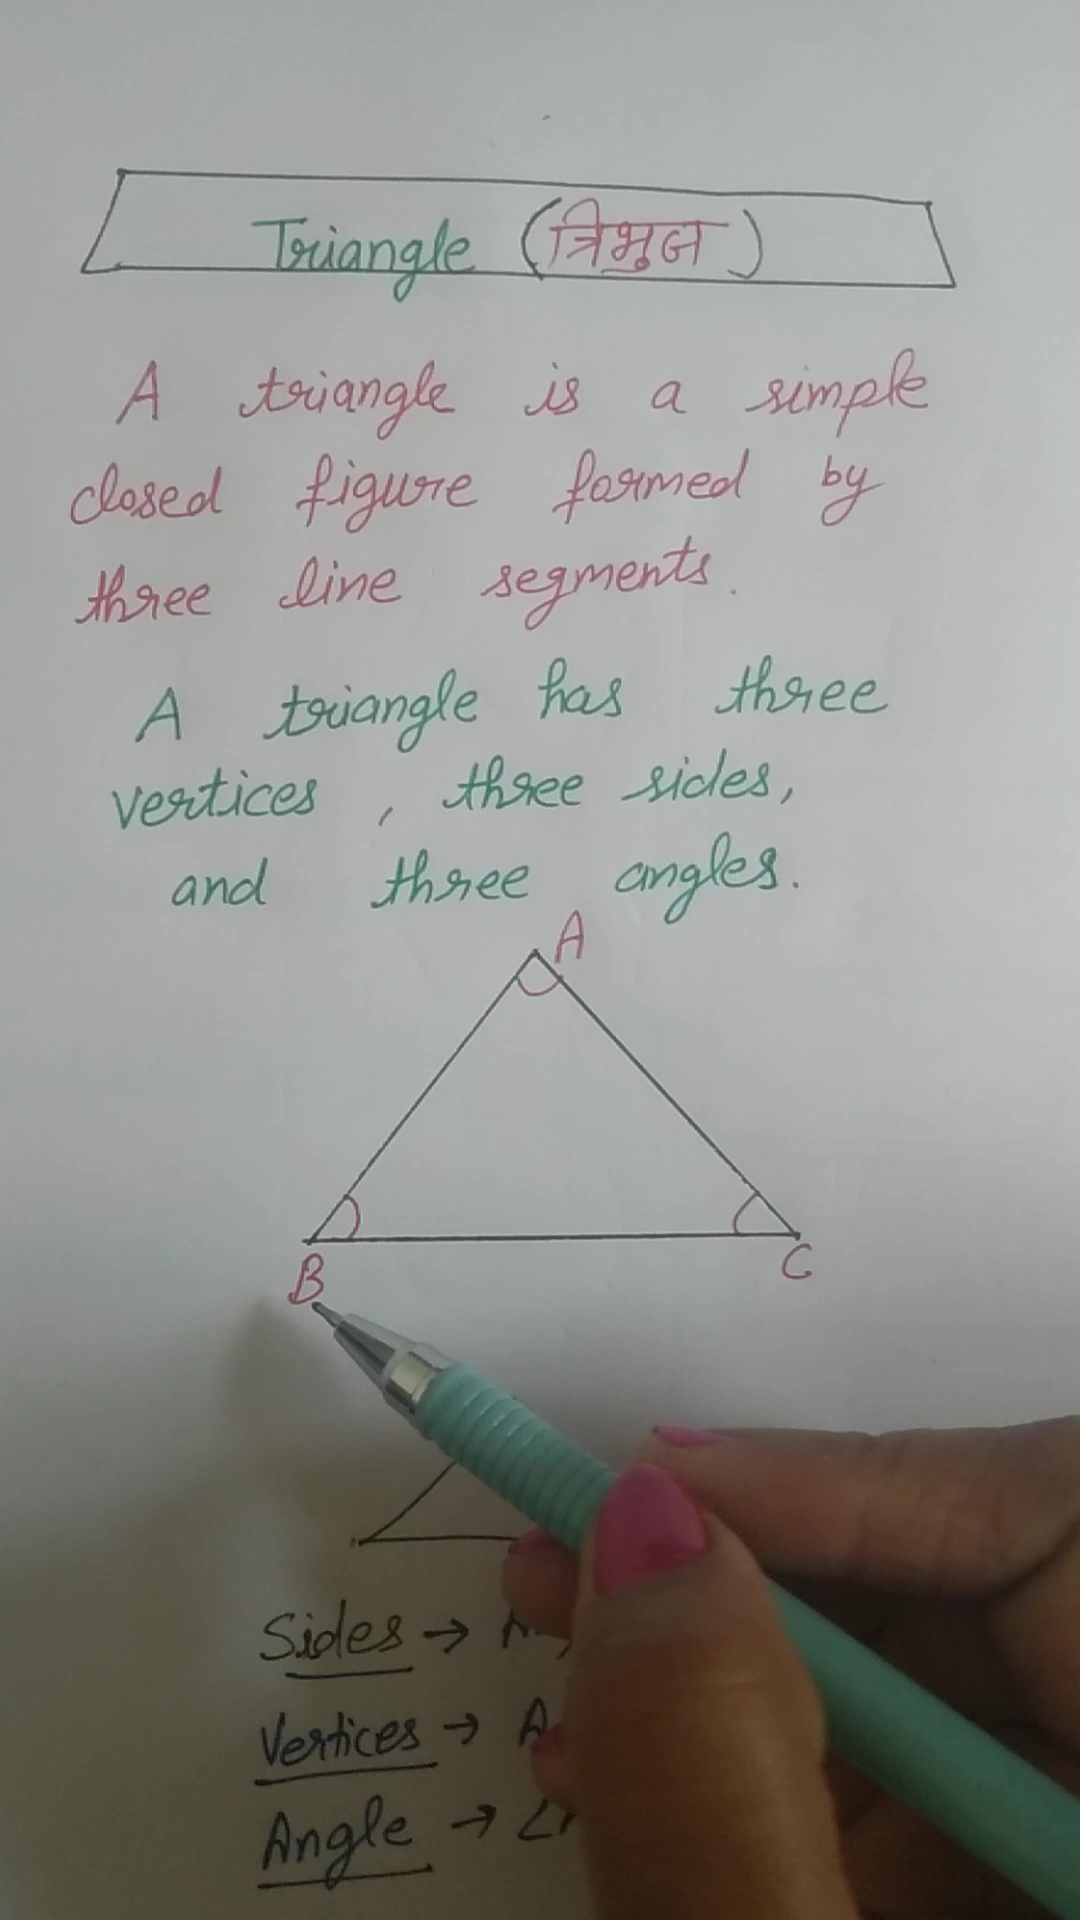 Triangle (त्रिभुज)
A triangle is a simple
closed figure formed by
three line segments.
A triangle has three
vertices, three sides,
and three angles.
A
B
C
Sides →
Vertices → A
Angle → ∠